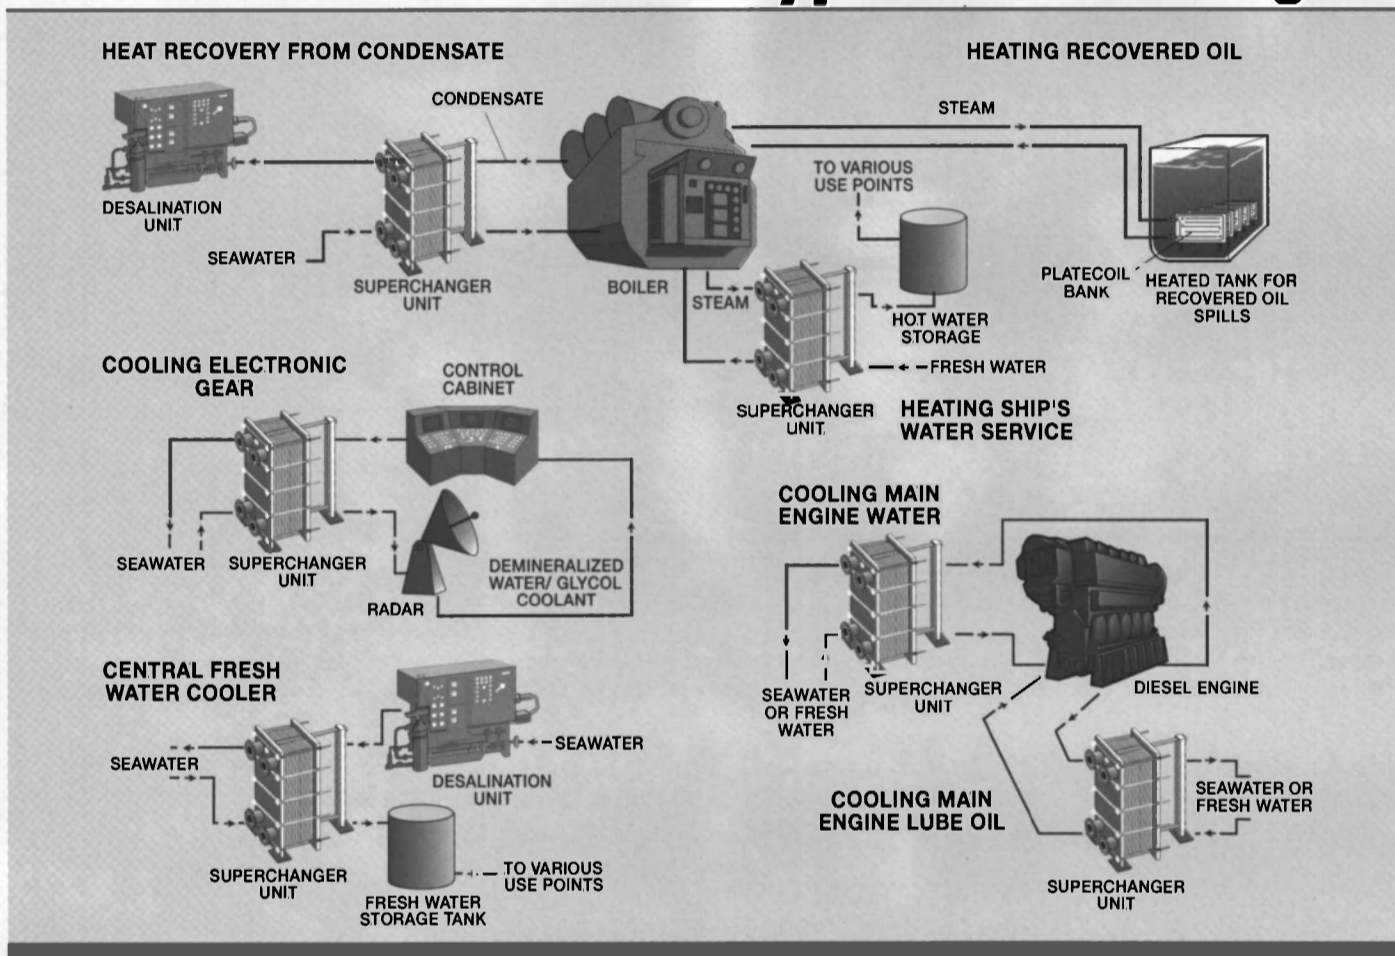 HEAT RECOVERY FROM CONDENSATE
HEATING RECOVERED OIL
CONDENSATE
STEAM
TO VARIOUS
USE POINTS
DESALINATION
UNIT
SEAWATER
SUPERCHANGER
UNIT
BOILER
STEAM
PLATECOIL
BANK
HEATED TANK FOR
RECOVERED OIL
SPILLS
HOT WATER
STORAGE
FRESH WATER
SUPERCHANGER
UNIT
HEATING SHIP'S
WATER SERVICE
COOLING ELECTRONIC
GEAR
CONTROL
CABINET
SEAWATER
SUPERCHANGER
UNIT
RADAR
DEMINERALIZED
WATER/ GLYCOL
COOLANT
COOLING MAIN
ENGINE WATER
SEAWATER
OR FRESH
WATER
SUPERCHANGER
UNIT
DIESEL ENGINE
CENTRAL FRESH
WATER COOLER
SEAWATER
SEAWATER
DESALINATION
UNIT
SUPERCHANGER
UNIT
FRESH WATER
STORAGE TANK
TO VARIOUS
USE POINTS
COOLING MAIN
ENGINE LUBE OIL
SEAWATER OR
FRESH WATER
SUPERCHANGER
UNIT